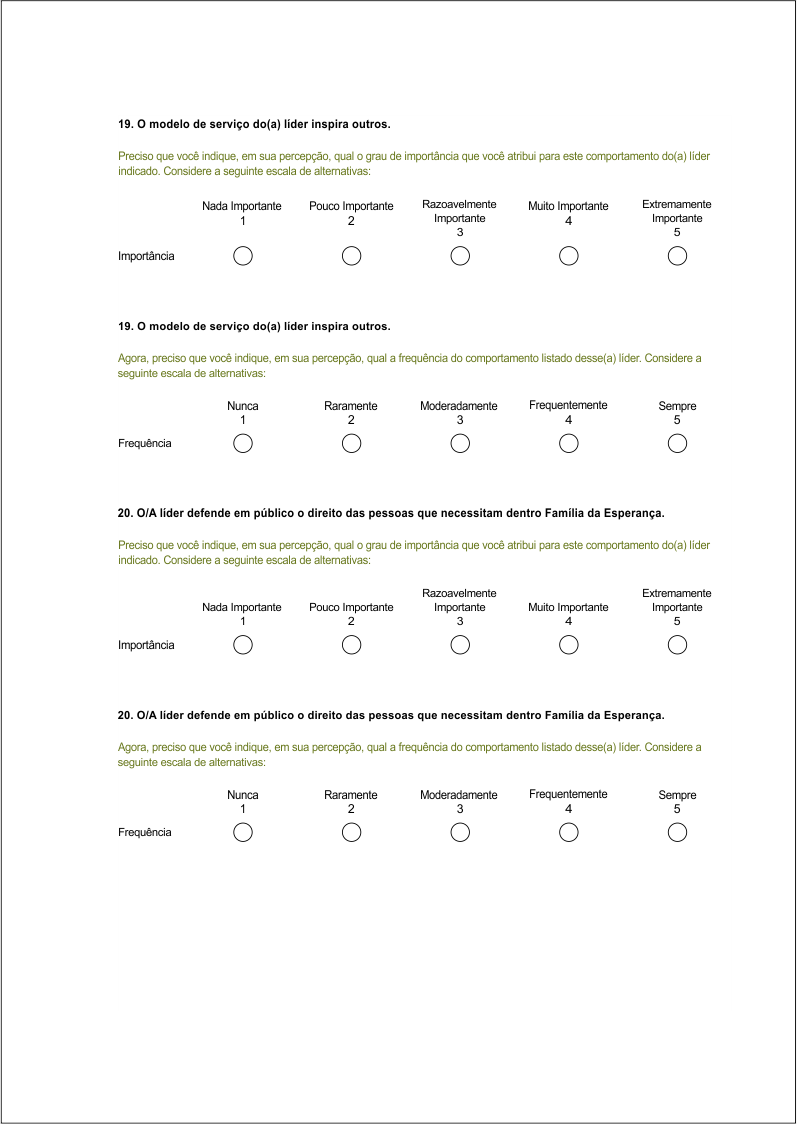 19. O modelo de serviço do(a) líder inspira outros.
Preciso que você indique, em sua percepção, qual o grau de importância que você atribui para este comportamento do(a) líder
indicado. Considere a seguinte escala de alternativas:
Nada Importante Pouco Importante Razoavelmente Importante Muito Importante Extremamente Importante
1 2 3 4 5
Importância
19. O modelo de serviço do(a) líder inspira outros.
Agora, preciso que você indique, em sua percepção, qual a frequência do comportamento listado desse(a) líder. Considere a
seguinte escala de alternativas:
Nunca Raramente Moderadamente Frequentemente Sempre
1 2 3 4 5
Frequência
20. O/A líder defende em público o direito das pessoas que necessitam dentro Família da Esperança.
Preciso que você indique, em sua percepção, qual o grau de importância que você atribui para este comportamento do(a) líder
indicado. Considere a seguinte escala de alternativas:
Nada Importante Pouco Importante Razoavelmente Importante Muito Importante Extremamente Importante
1 2 3 4 5
Importância
20. O/A líder defende em público o direito das pessoas que necessitam dentro Família da Esperança.
Agora, preciso que você indique, em sua percepção, qual a frequência do comportamento listado desse(a) líder. Considere a
seguinte escala de alternativas:
Nunca Raramente Moderadamente Frequentemente Sempre
1 2 3 4 5
Frequência